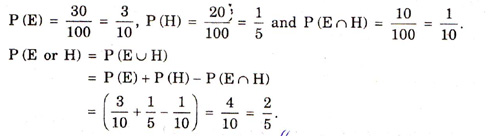 P (E) = 30/100 = 3/10, P (H) = 20/100 = 1/5 and P (E ∩ H) = 10/100 = 1/10.
P (E or H) = P (E ∪ H)
= P (E) + P (H) − P (E ∩ H)
= (3/10 + 1/5 − 1/10) = 4/10 = 2/5.